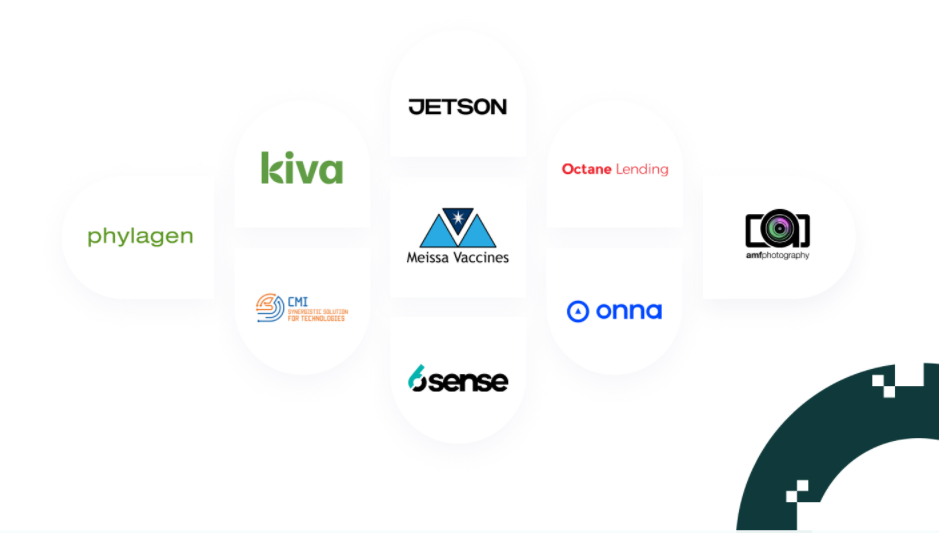 JETSON
kiva
Octane Lending
phylagen
Meissa Vaccines
amfphotography
CMI
SYNERGISTIC SOLUTION
FOR TECHNOLOGIES
onna
6sense